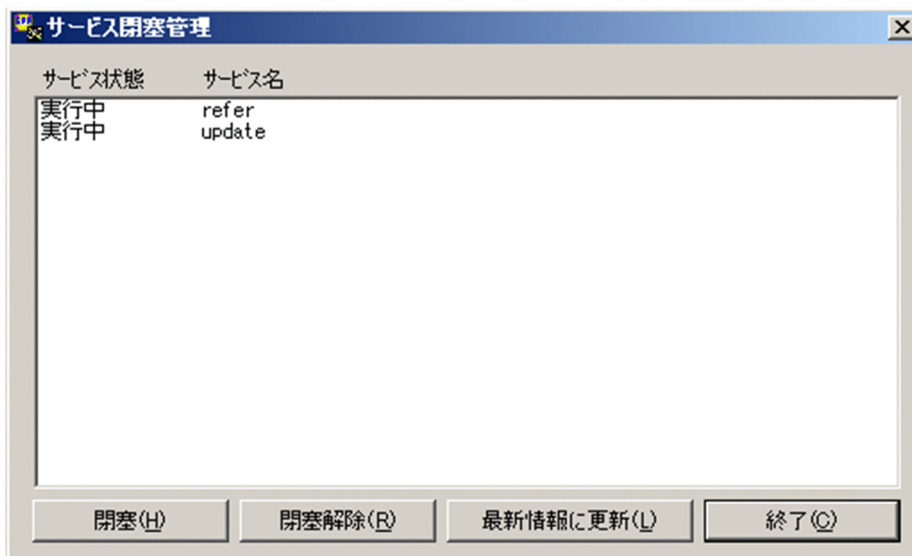 サービス閉塞管理
サービス状態 サービス名
実行中 refer
実行中 update
閉塞(H) 閉塞解除(R) 最新情報に更新(L) 終了(C)